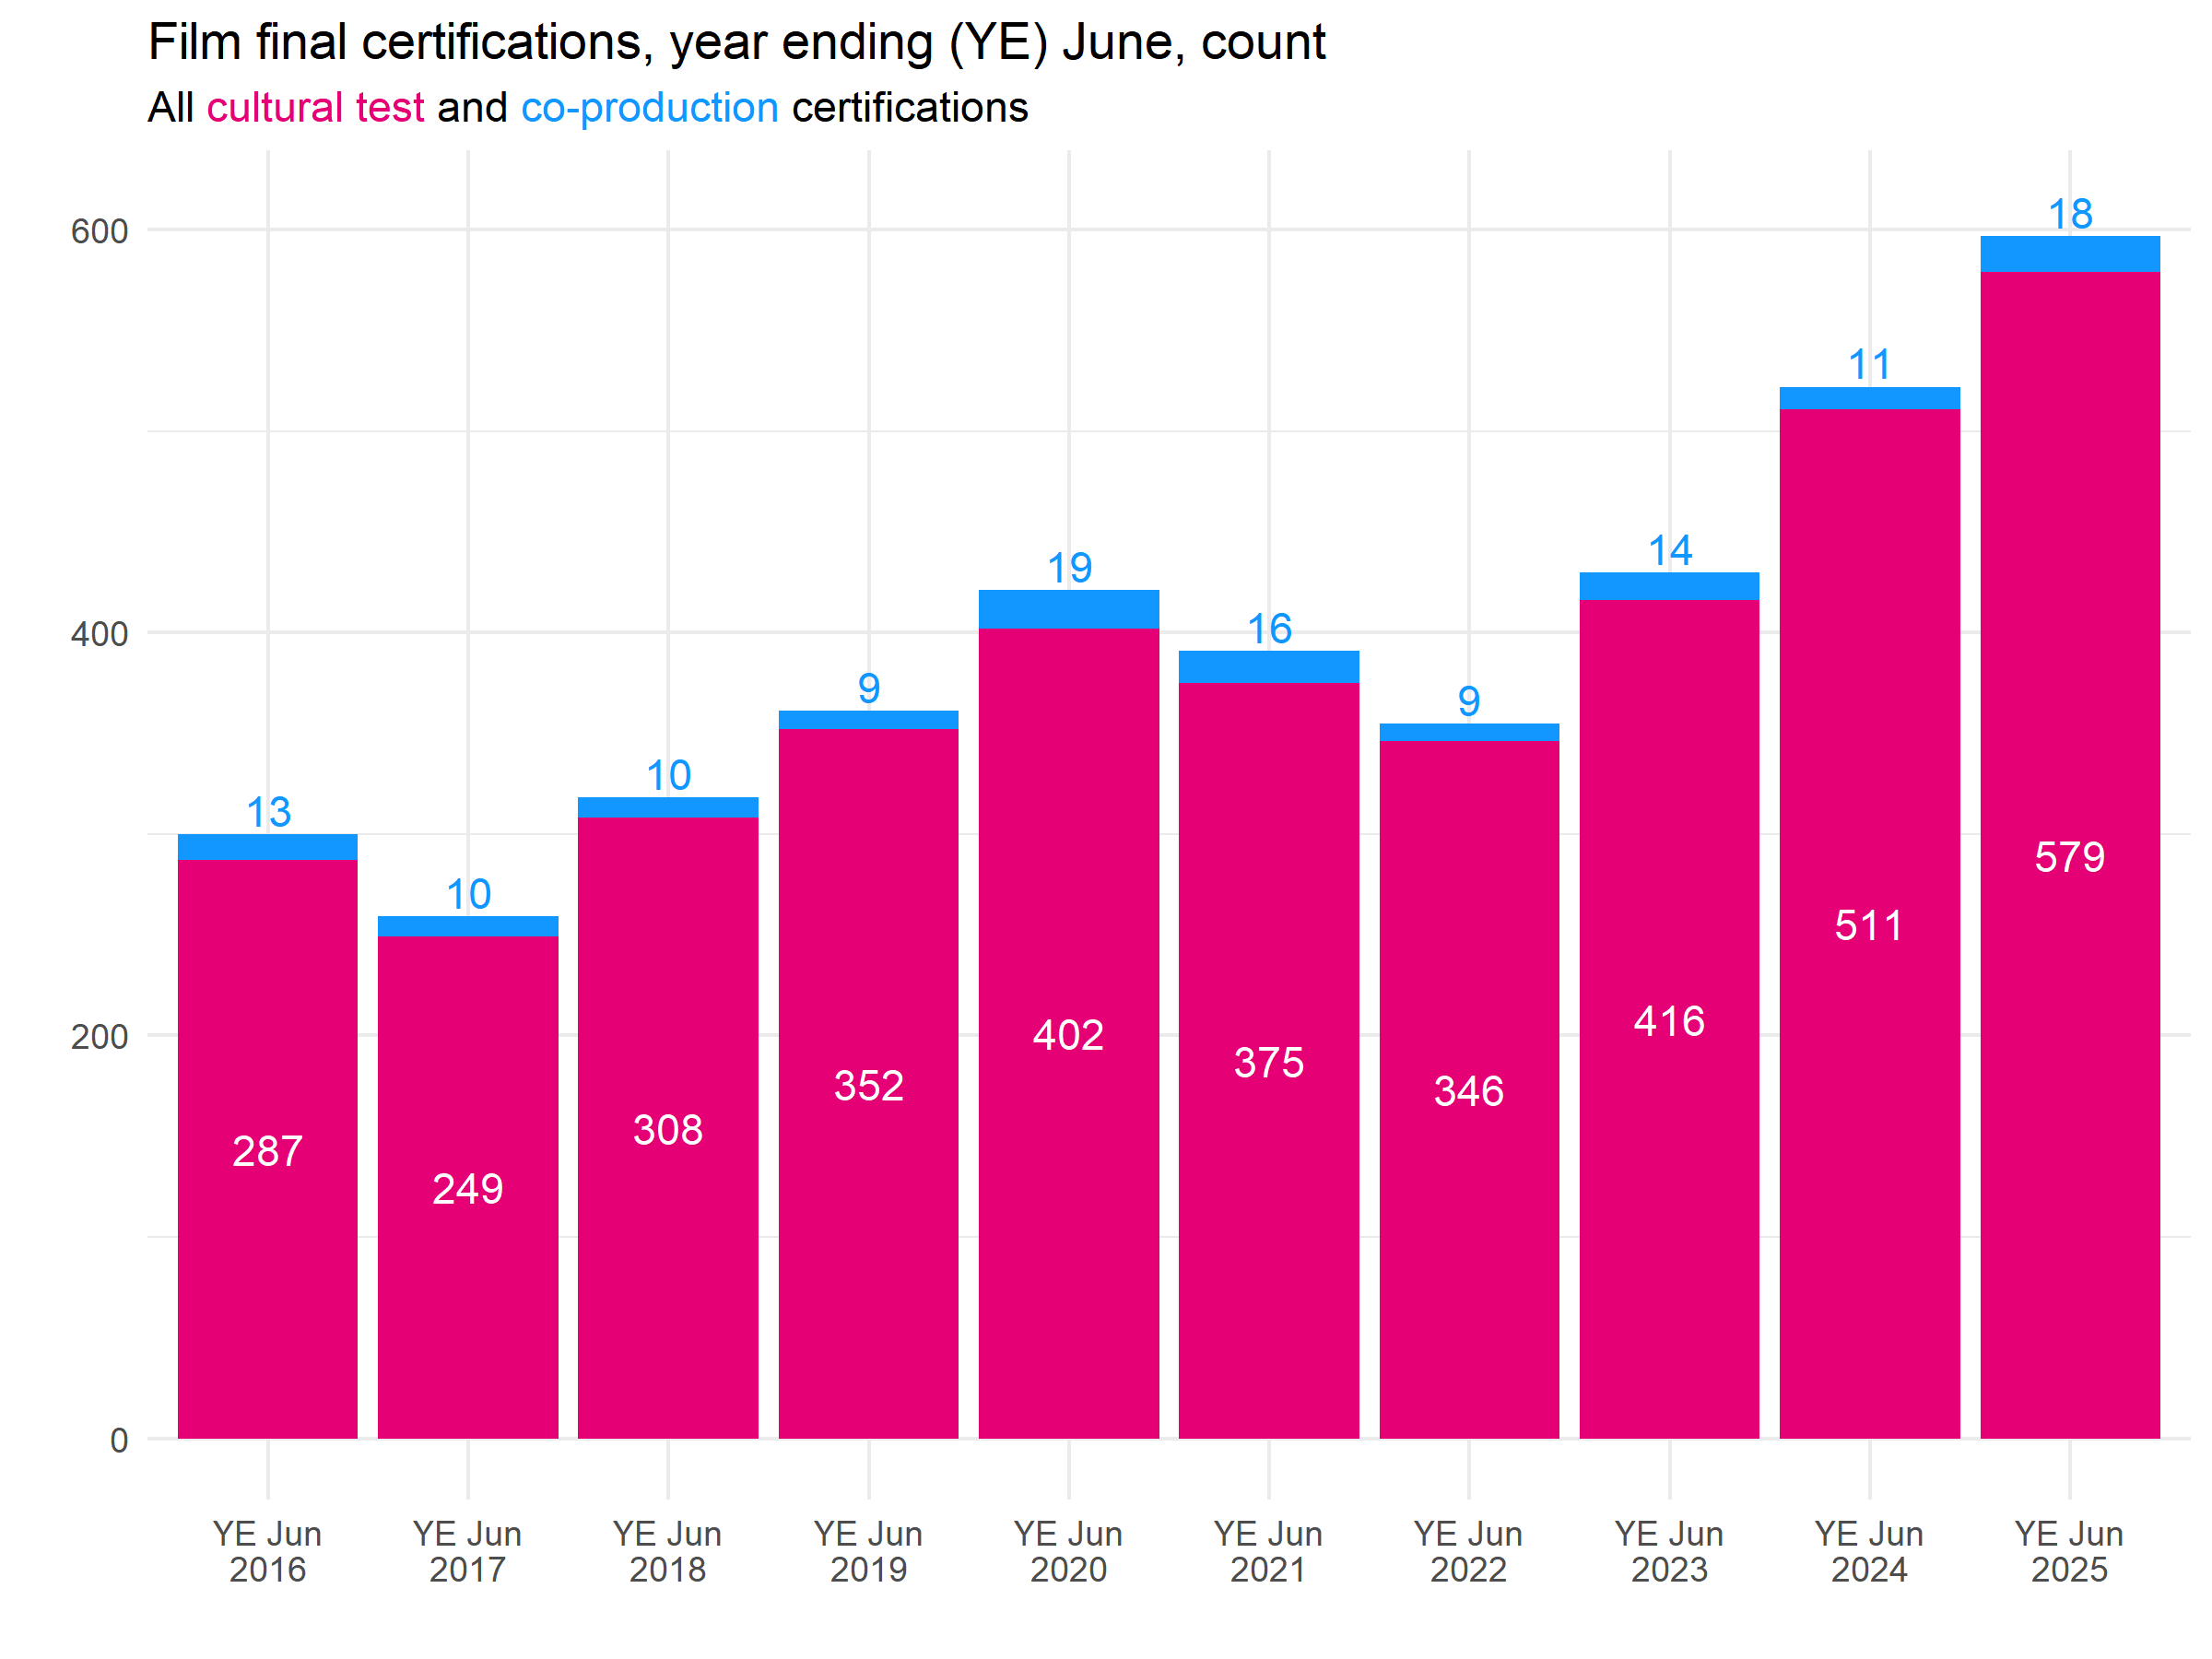 Film final certifications, year ending (YE) June, count
All cultural test and co-production certifications
600
400
200
0
13
10
10
9
19
16
9
14
11
18
287
249
308
352
402
375
346
416
511
579
YE Jun
2016
YE Jun
2017
YE Jun
2018
YE Jun
2019
YE Jun
2020
YE Jun
2021
YE Jun
2022
YE Jun
2023
YE Jun
2024
YE Jun
2025